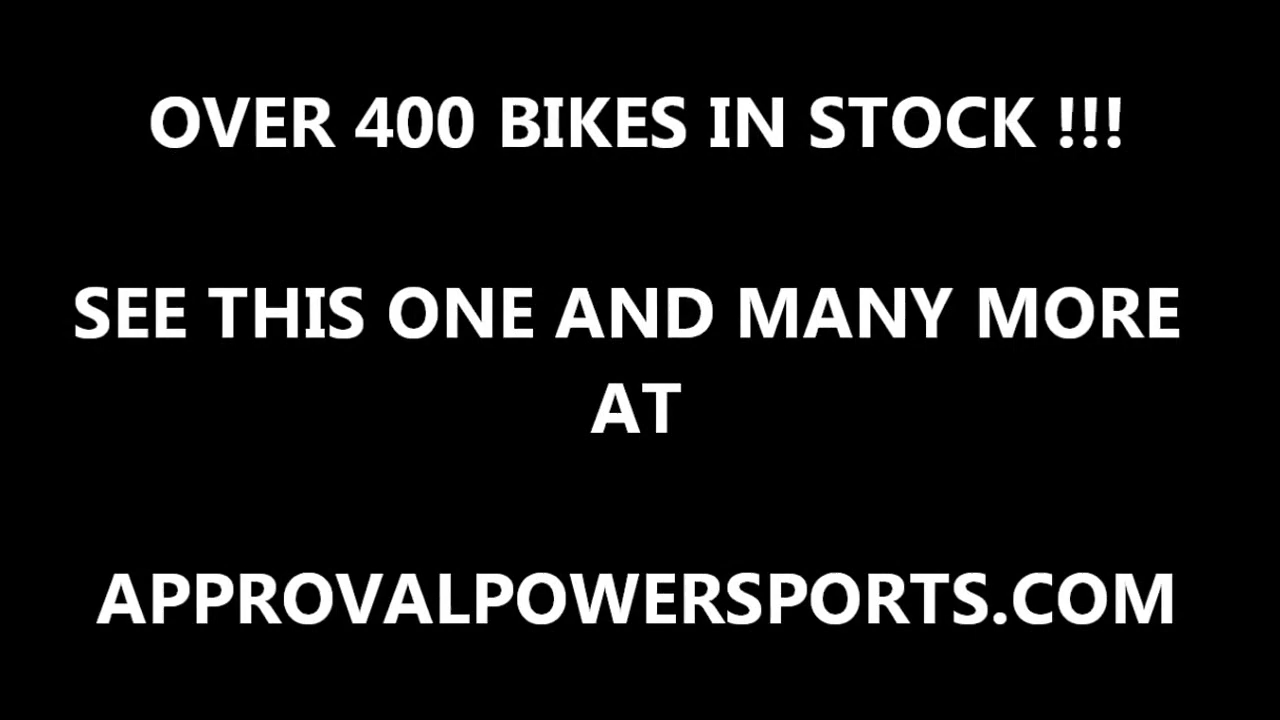 OVER 400 BIKES IN STOCK !!!
SEE THIS ONE AND MANY MORE
AT
APPROVALPOWERSPORTS.COM